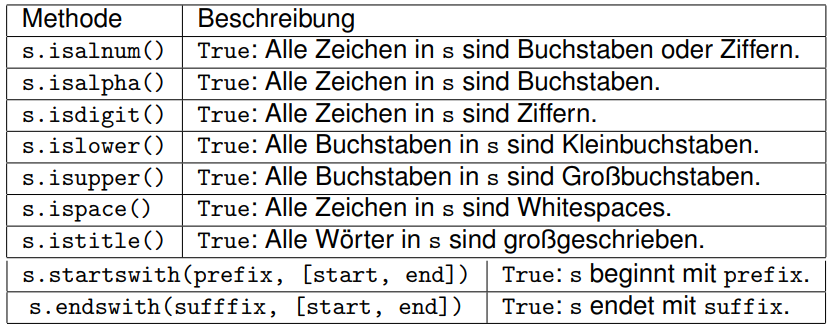 Methode Beschreibung
s.isalnum() True: Alle Zeichen in s sind Buchstaben oder Ziffern.
s.isalpha() True: Alle Zeichen in s sind Buchstaben.
s.isdigit() True: Alle Zeichen in s sind Ziffern.
s.islower() True: Alle Buchstaben in s sind Kleinbuchstaben.
s.isupper() True: Alle Buchstaben in s sind Großbuchstaben.
s.ispace() True: Alle Zeichen in s sind Whitespaces.
s.istitle() True: Alle Wörter in s sind großgeschrieben.
s.startswith(prefix, [start, end]) True: s beginnt mit prefix.
s.endswith(sufffix, [start, end]) True: s endet mit suffix.